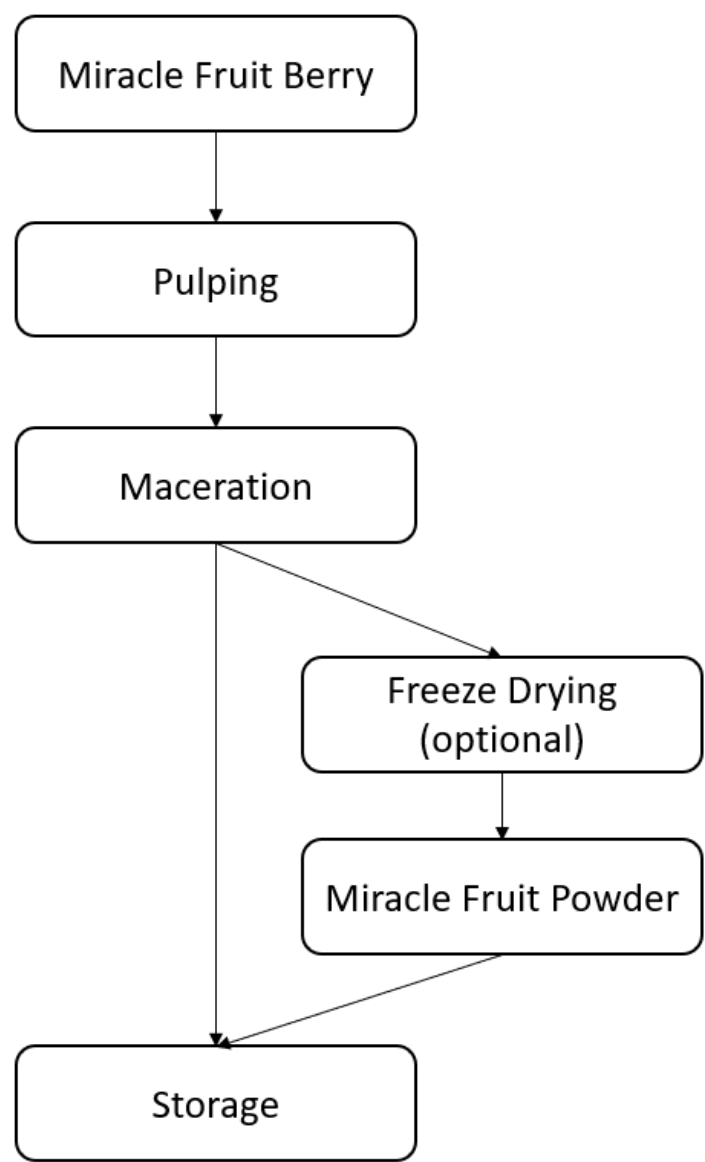 Miracle Fruit Berry
Pulping
Maceration
Freeze Drying
(optional)
Miracle Fruit Powder
Storage